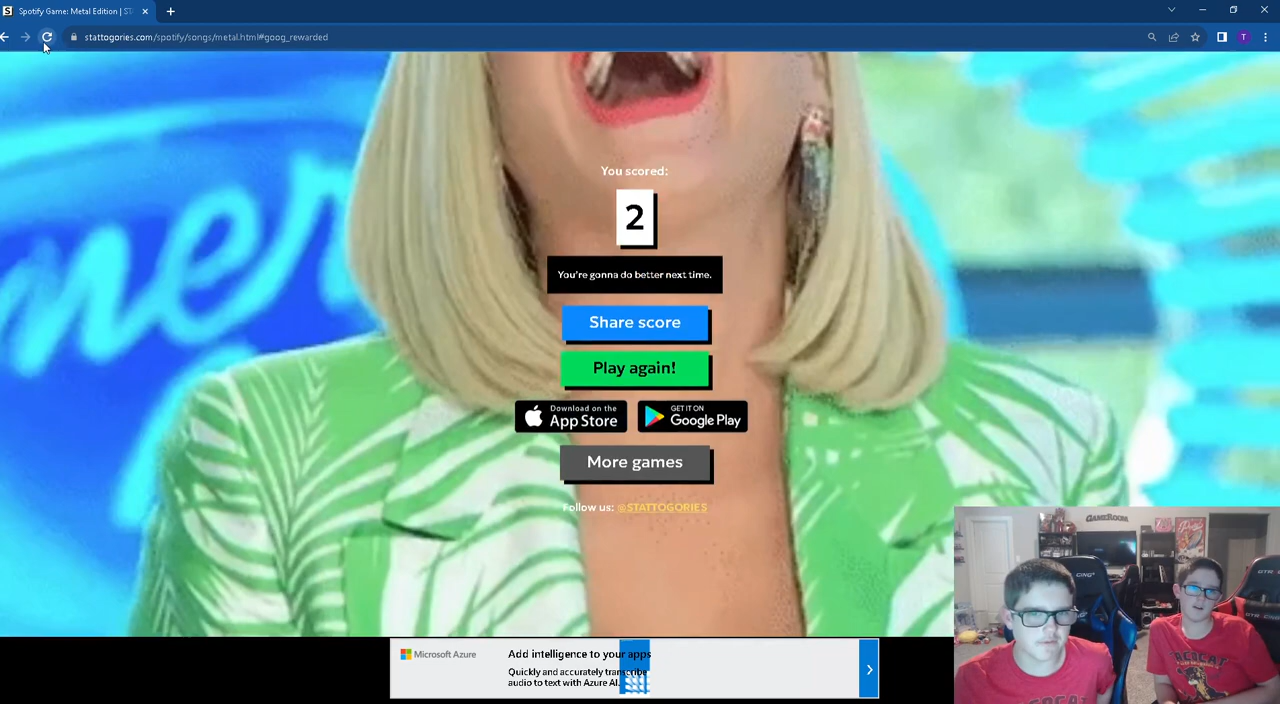 Spotify Game: Metal Edition | ST
stattogories.com/spotify/songs/metal.html#goog_rewarded
T
mer
You scored:
2
You're gonna do better next time.
Share score
Play again!
Download on the
App Store
GET IT ON
Google Play
More games
Follow us: @STATTOGORIES
Microsoft Azure
Add intelligence to your apps
Quickly and accurately transcribe
audio to text with Azure AI.
GAMEROOM